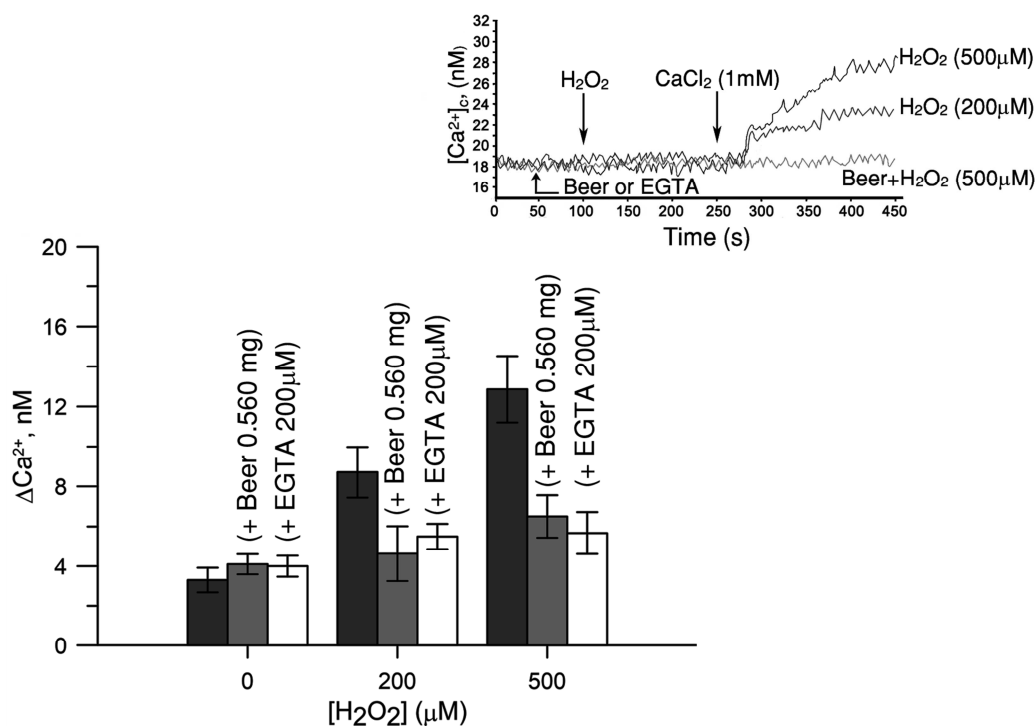 [Ca²⁺]c, (nM)
32
30
28
26
24
22
20
18
16
H₂O₂
CaCl₂ (1mM)
H₂O₂ (500μM)
H₂O₂ (200μM)
Beer+H₂O₂ (500μM)
Beer or EGTA
0 50 100 150 200 250 300 350 400 450
Time (s)
ΔCa²⁺, nM
20
16
12
8
4
0
(+ Beer 0.560 mg)
(+ EGTA 200μM)
(+ Beer 0.560 mg)
(+ EGTA 200μM)
(+ Beer 0.560 mg)
(+ EGTA 200μM)
0 200 500
[H₂O₂] (μM)